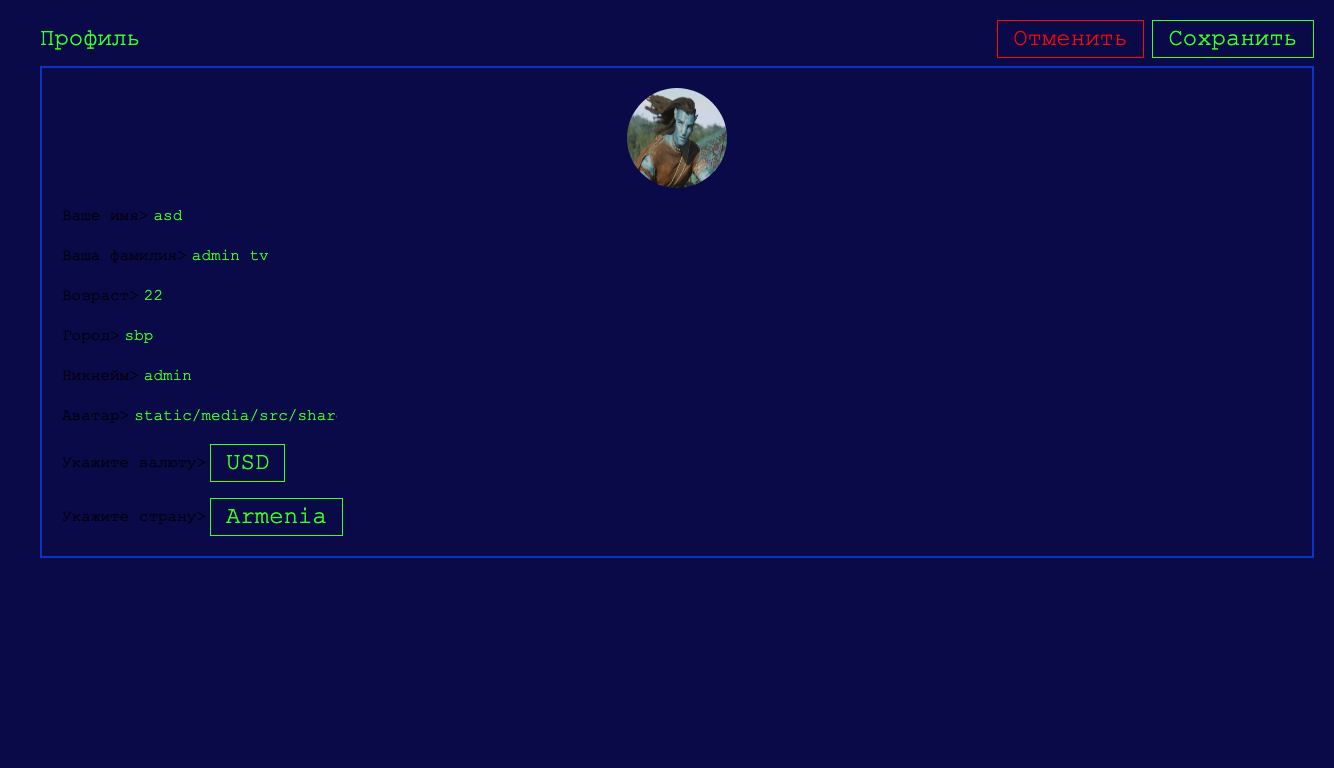 Профиль
Отменить
Сохранить
Ваше имя> asd
Ваша фамилия> admin tv
Возраст> 22
Город> sbp
Никнейм> admin
Аватар> static/media/src/shar
Укажите валюту> USD
Укажите страну> Armenia